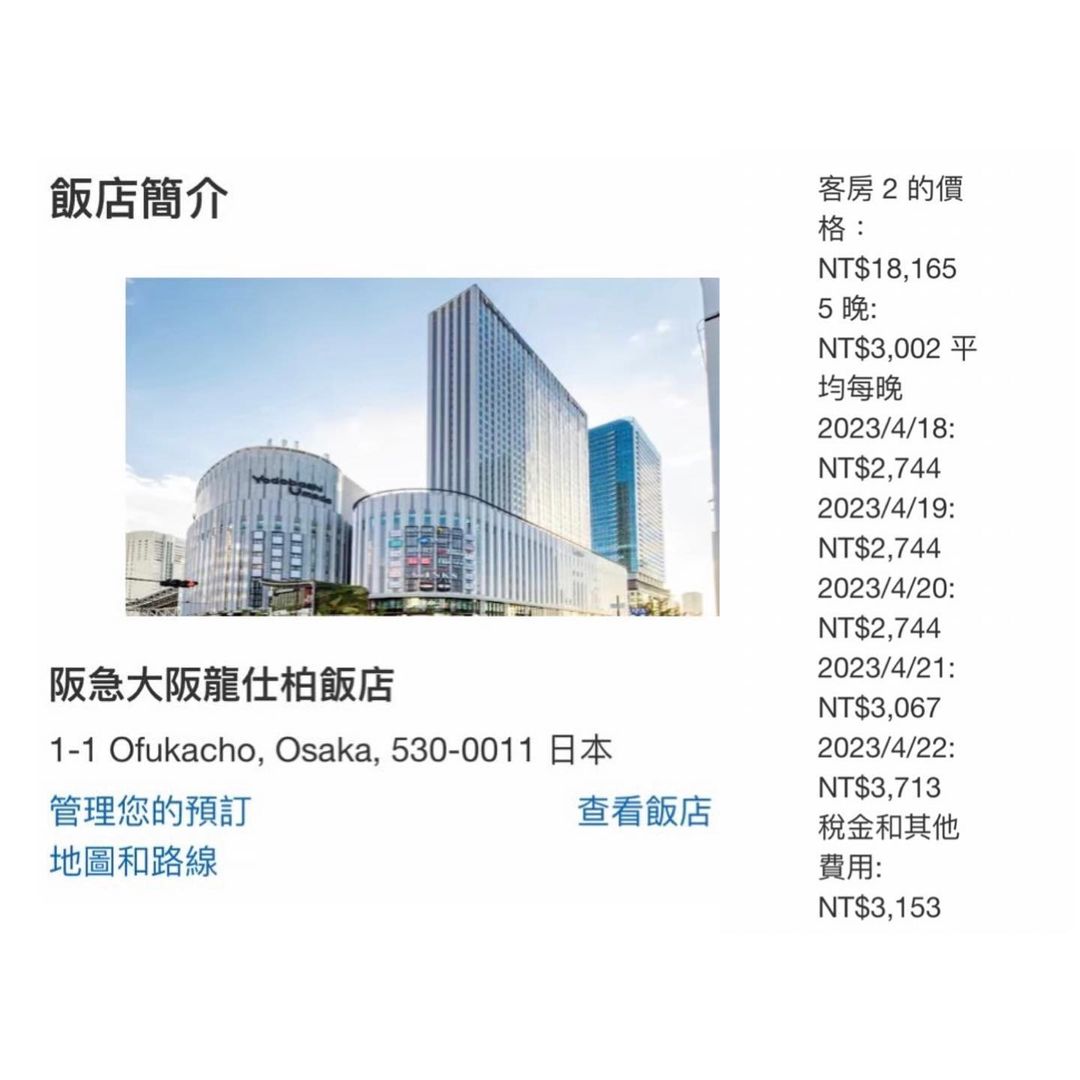 飯店簡介
Yodobashi
Umeda
阪急大阪龍仕柏飯店
1-1 Ofukacho, Osaka, 530-0011 日本
管理您的預訂
查看飯店
地圖和路線
客房 2 的價
格：
NT$18,165
5 晚:
NT$3,002 平
均每晚
2023/4/18:
NT$2,744
2023/4/19:
NT$2,744
2023/4/20:
NT$2,744
2023/4/21:
NT$3,067
2023/4/22:
NT$3,713
稅金和其他
費用:
NT$3,153